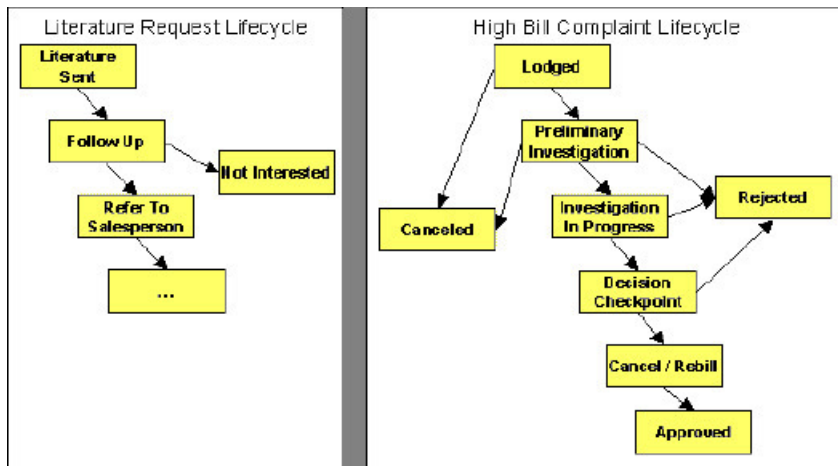 Literature Request Lifecycle
Literature
Sent
Follow Up
Not Interested
Refer To
Salesperson
...
High Bill Complaint Lifecycle
Lodged
Preliminary
Investigation
Canceled
Investigation
In Progress
Rejected
Decision
Checkpoint
Cancel / Rebill
Approved